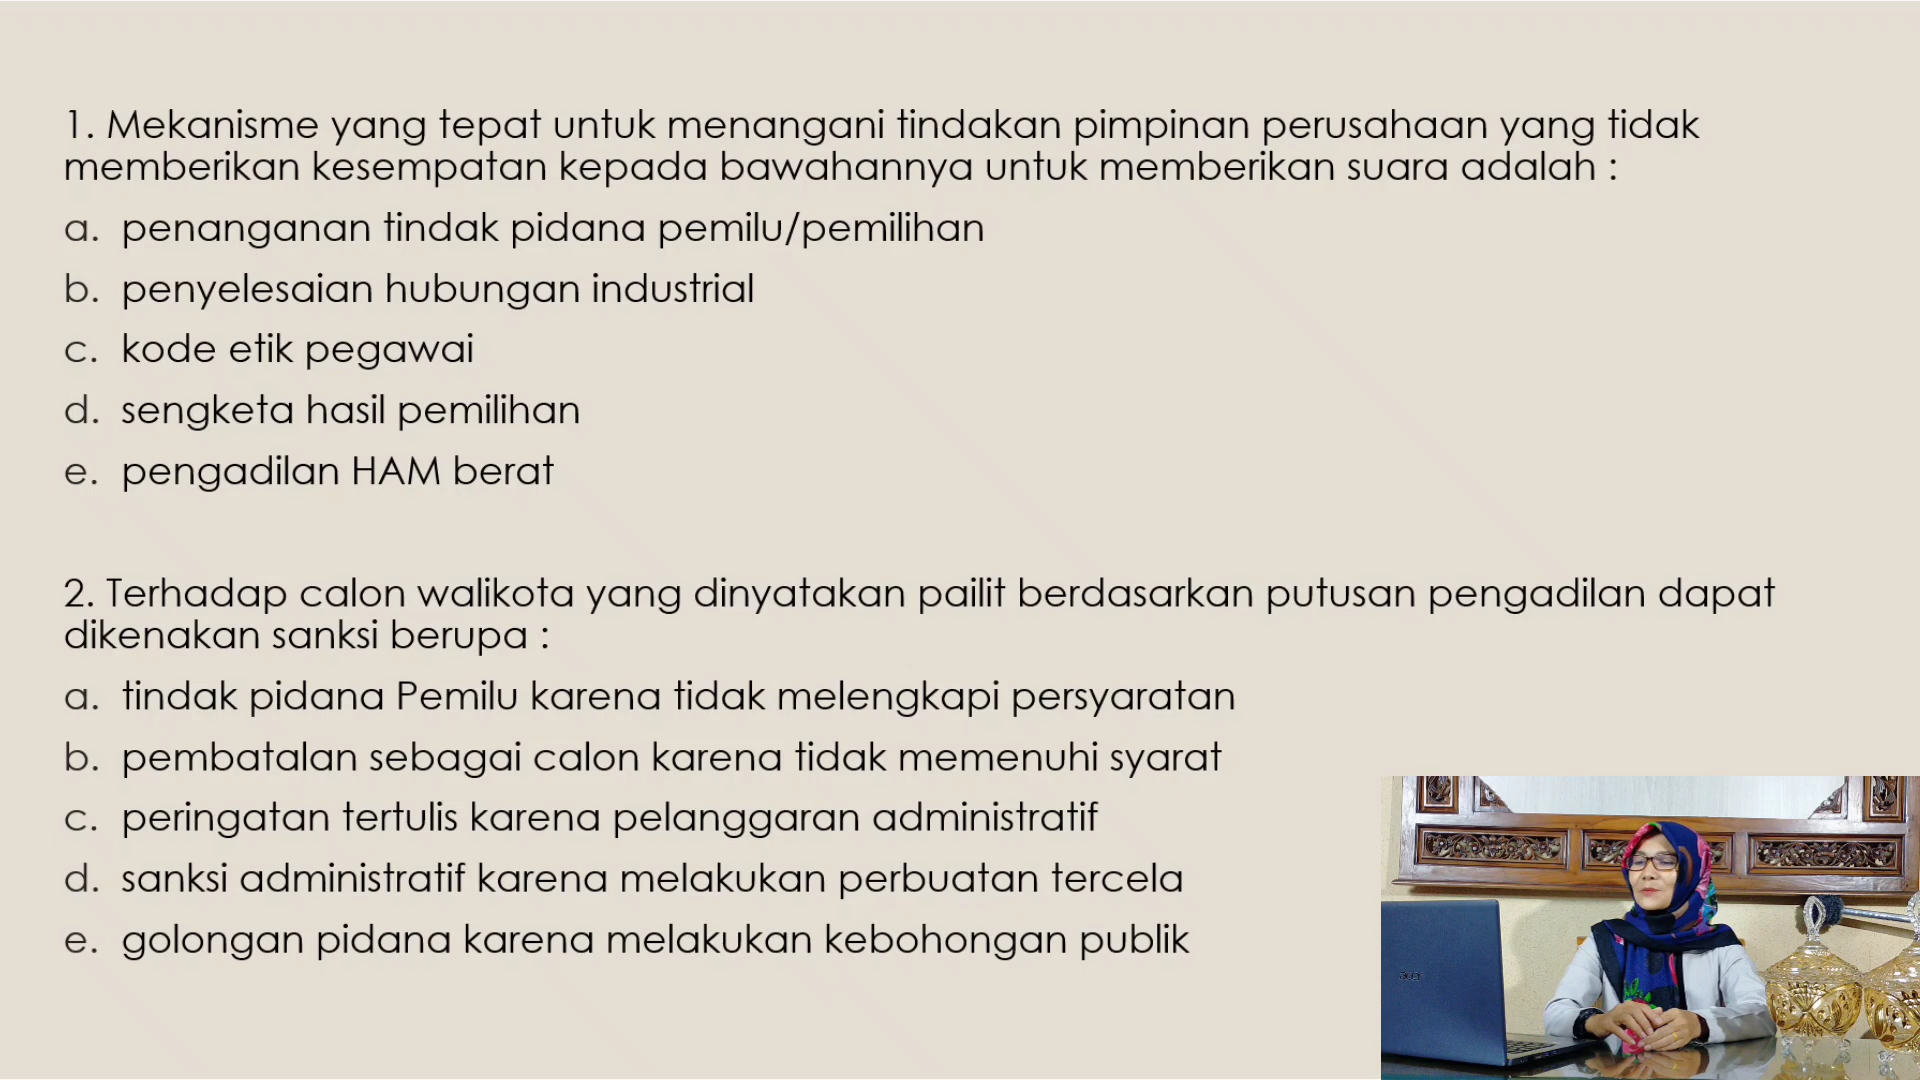 1. Mekanisme yang tepat untuk menangani tindakan pimpinan perusahaan yang tidak
memberikan kesempatan kepada bawahannya untuk memberikan suara adalah :
a. penanganan tindak pidana pemilu/pemilihan
b. penyelesaian hubungan industrial
c. kode etik pegawai
d. sengketa hasil pemilihan
e. pengadilan HAM berat
2. Terhadap calon walikota yang dinyatakan pailit berdasarkan putusan pengadilan dapat
dikenakan sanksi berupa :
a. tindak pidana Pemilu karena tidak melengkapi persyaratan
b. pembatalan sebagai calon karena tidak memenuhi syarat
c. peringatan tertulis karena pelanggaran administratif
d. sanksi administratif karena melakukan perbuatan tercela
e. golongan pidana karena melakukan kebohongan publik
acer